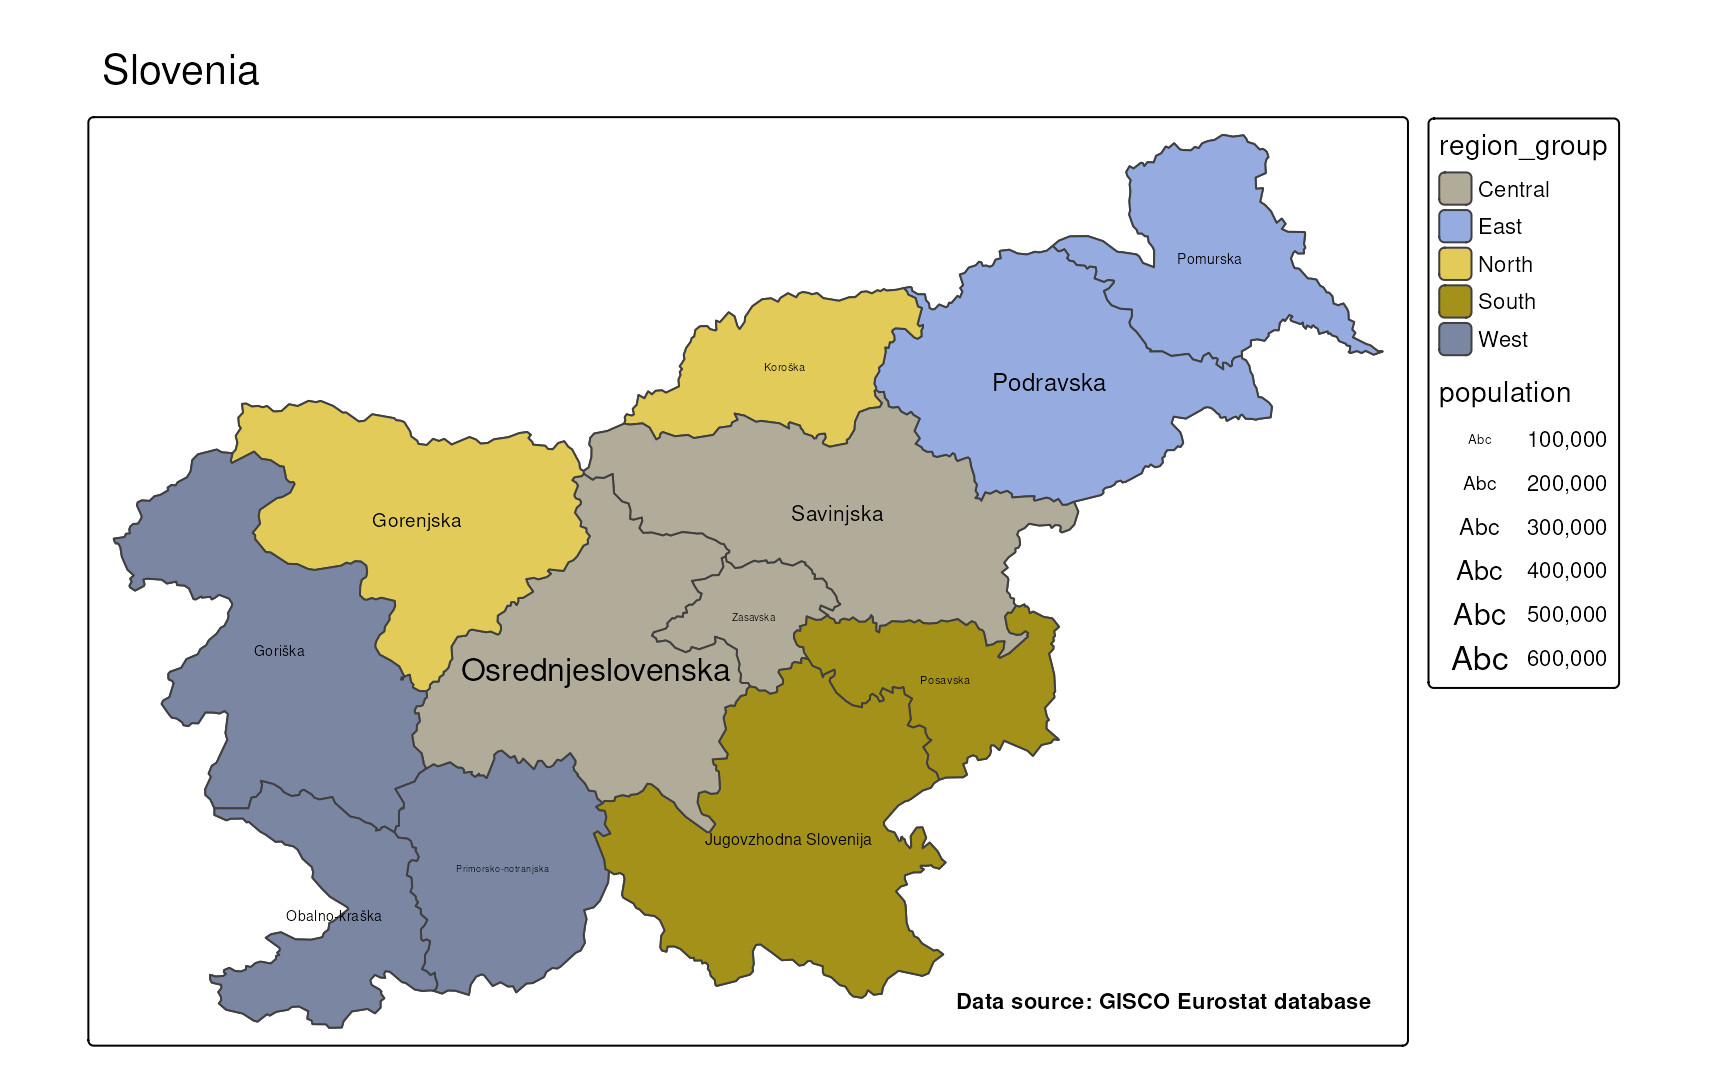 Slovenia
region_group
Central
East
North
South
West
population
Abc 100,000
Abc 200,000
Abc 300,000
Abc 400,000
Abc 500,000
Abc 600,000
Pomurska
Koroška
Podravska
Gorenjska
Savinjska
Zasavska
Goriška
Osrednjeslovenska
Posavska
Jugovzhodna Slovenija
Primorsko-notranjska
Obalno-kraška
Data source: GISCO Eurostat database